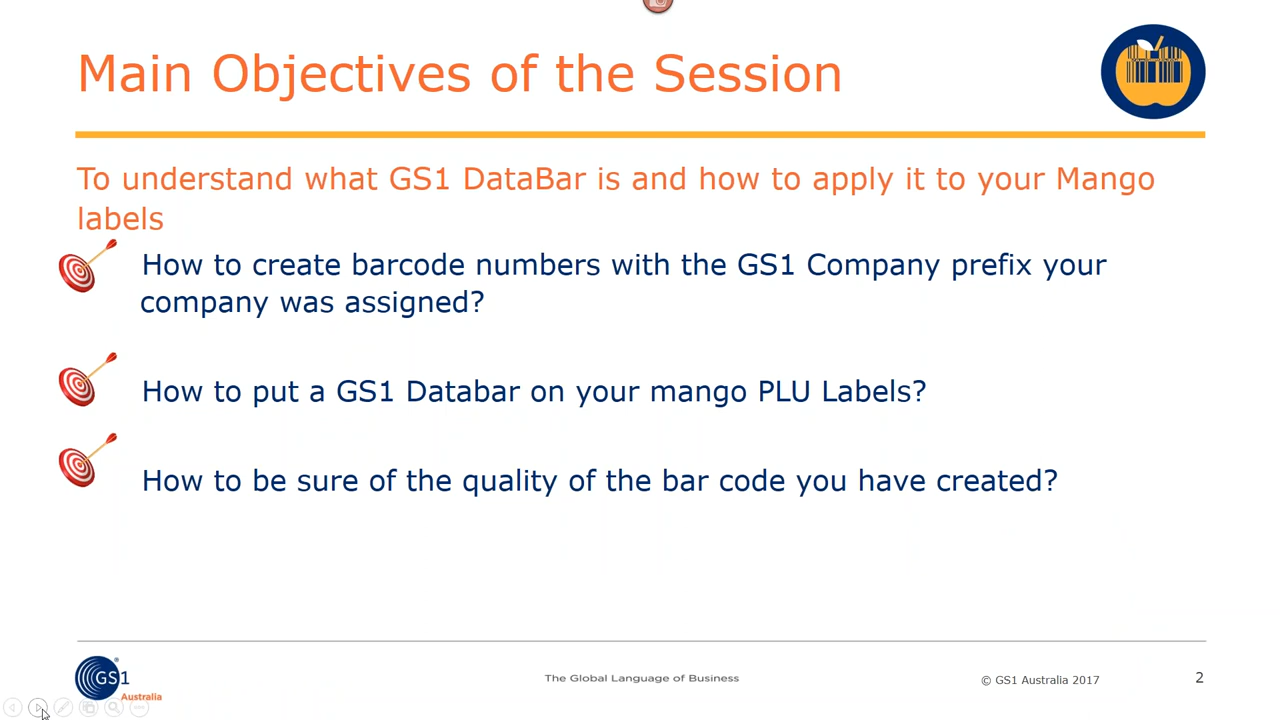 Main Objectives of the Session
To understand what GS1 DataBar is and how to apply it to your Mango
labels
How to create barcode numbers with the GS1 Company prefix your
company was assigned?
How to put a GS1 Databar on your mango PLU Labels?
How to be sure of the quality of the bar code you have created?
GS1
®
Australia
The Global Language of Business
© GS1 Australia 2017
2